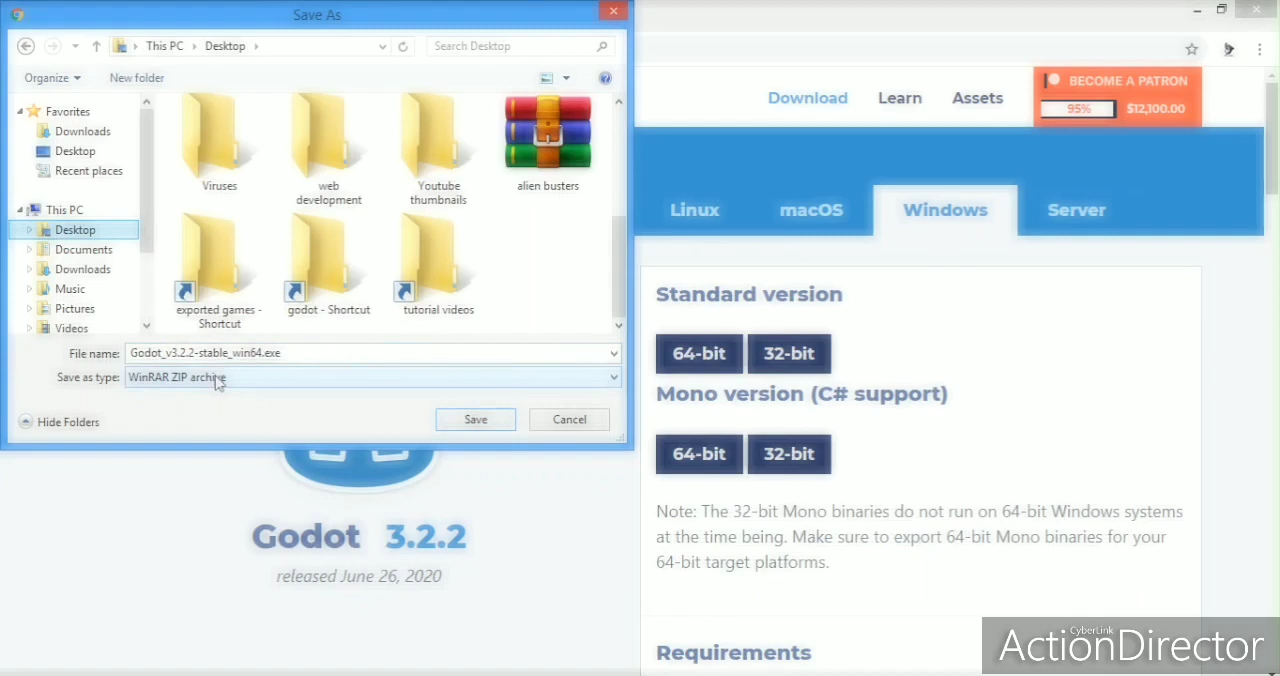 Save As
This PC
Desktop
Search Desktop
Organize
New folder
Favorites
Downloads
Desktop
Recent places
This PC
Desktop
Documents
Downloads
Music
Pictures
Videos
Viruses
web
development
Youtube
thumbnails
alien busters
exported games -
Shortcut
godot - Shortcut
tutorial videos
File name: Godot_v3.2.2-stable_win64.exe
Save as type: WinRAR ZIP archive
Hide Folders
Save
Cancel
Download
Learn
Assets
BECOME A PATRON
95%
$12,100.00
Linux
macOS
Windows
Server
Standard version
64-bit
32-bit
Mono version (C# support)
64-bit
32-bit
Note: The 32-bit Mono binaries do not run on 64-bit Windows systems
at the time being. Make sure to export 64-bit Mono binaries for your
64-bit target platforms.
Requirements
Godot 3.2.2
released June 26, 2020
CyberLink
ActionDirector